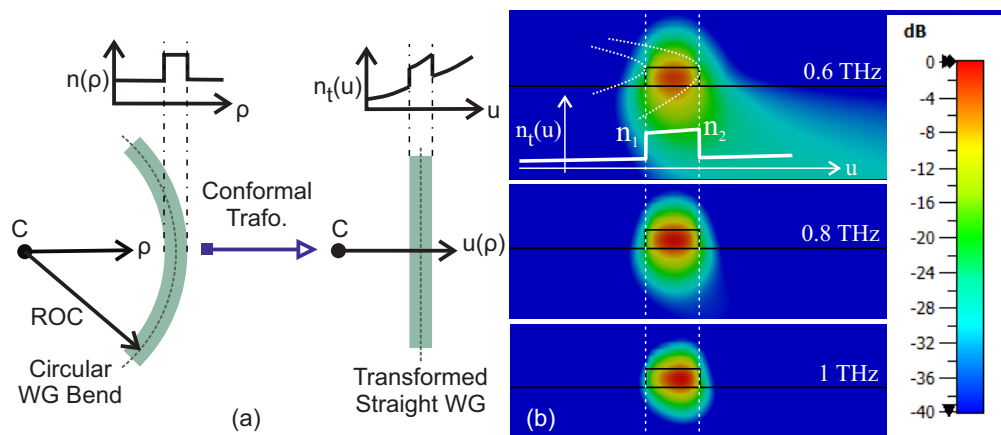 n(ρ)
ρ
n_t(u)
u
C
ρ
ROC
Circular
WG Bend
Conformal
Trafo.
C
u(ρ)
Transformed
Straight WG
(a)
0.6 THz
n_t(u)
n_1
n_2
u
0.8 THz
1 THz
(b)
dB
0
-4
-8
-12
-16
-20
-24
-28
-32
-36
-40